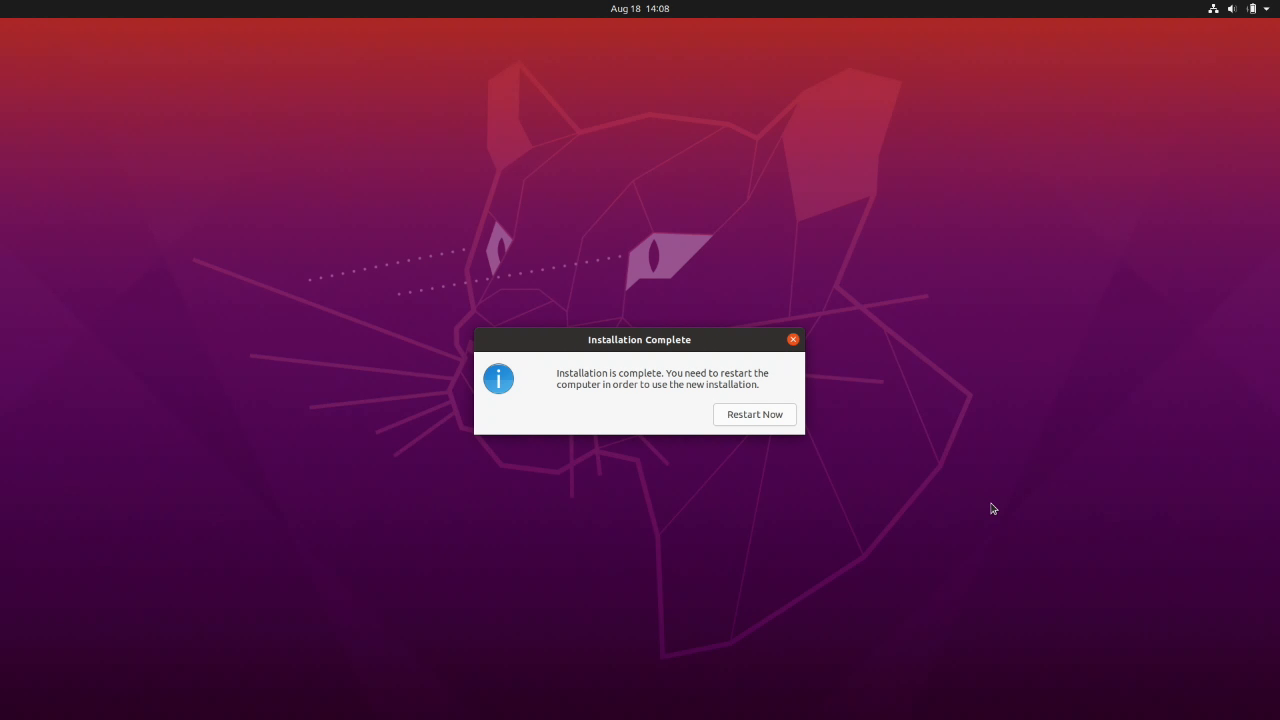 Aug 18 14:08
Installation Complete
Installation is complete. You need to restart the
computer in order to use the new installation.
Restart Now